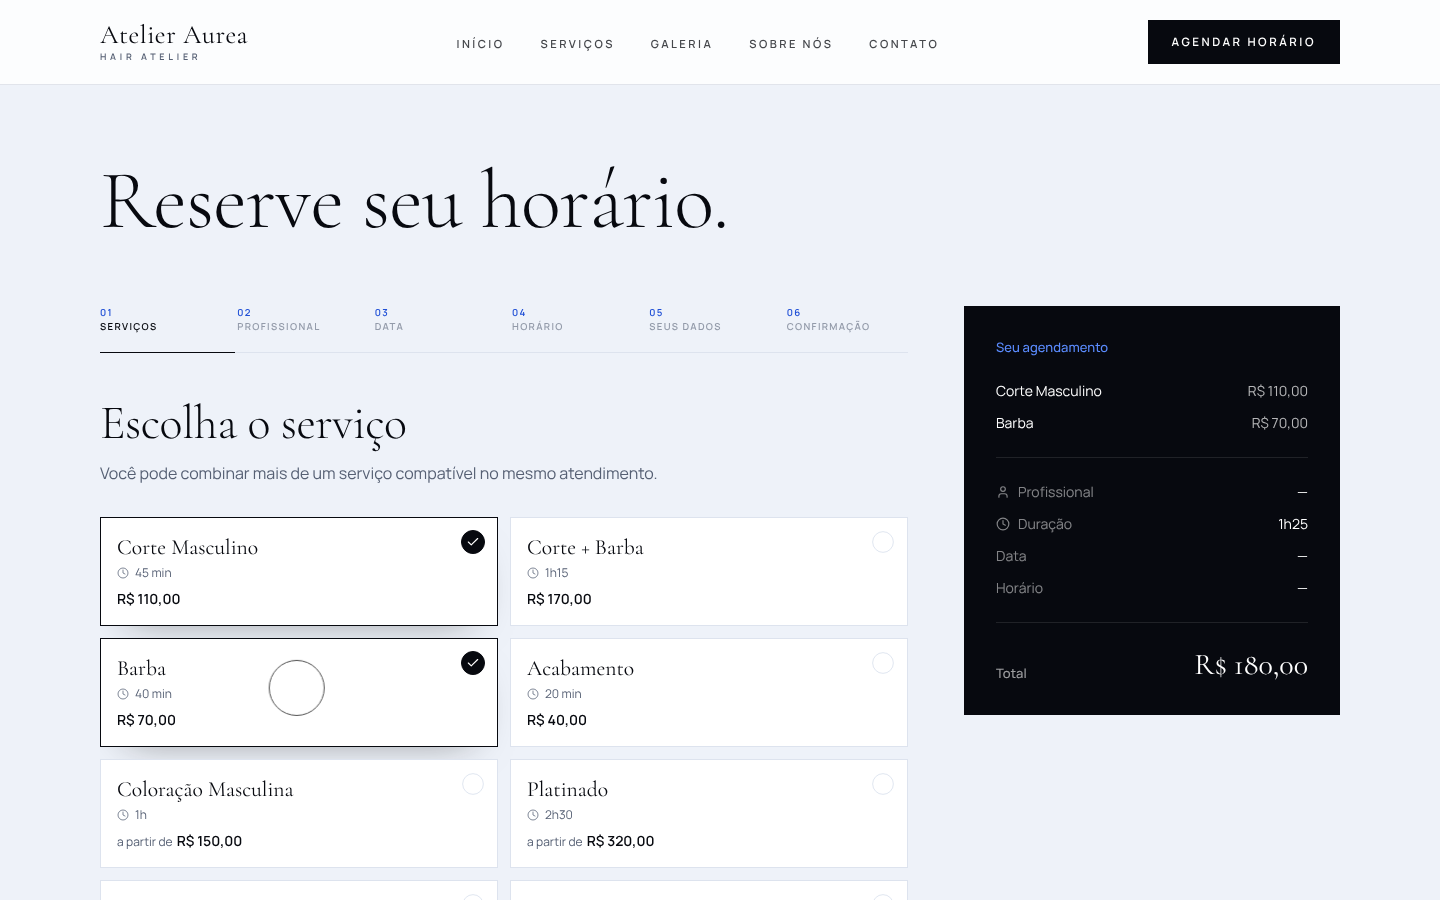 Atelier Aurea
HAIR ATELIER
INÍCIO
SERVIÇOS
GALERIA
SOBRE NÓS
CONTATO
AGENDAR HORÁRIO
Reserve seu horário.
01
SERVIÇOS
02
PROFISSIONAL
03
DATA
04
HORÁRIO
05
SEUS DADOS
06
CONFIRMAÇÃO
Escolha o serviço
Você pode combinar mais de um serviço compatível no mesmo atendimento.
Corte Masculino
45 min
R$ 110,00
Corte + Barba
1h15
R$ 170,00
Barba
40 min
R$ 70,00
Acabamento
20 min
R$ 40,00
Coloração Masculina
1h
a partir de R$ 150,00
Platinado
2h30
a partir de R$ 320,00
Seu agendamento
Corte Masculino R$ 110,00
Barba R$ 70,00
Profissional —
Duração 1h25
Data —
Horário —
Total R$ 180,00